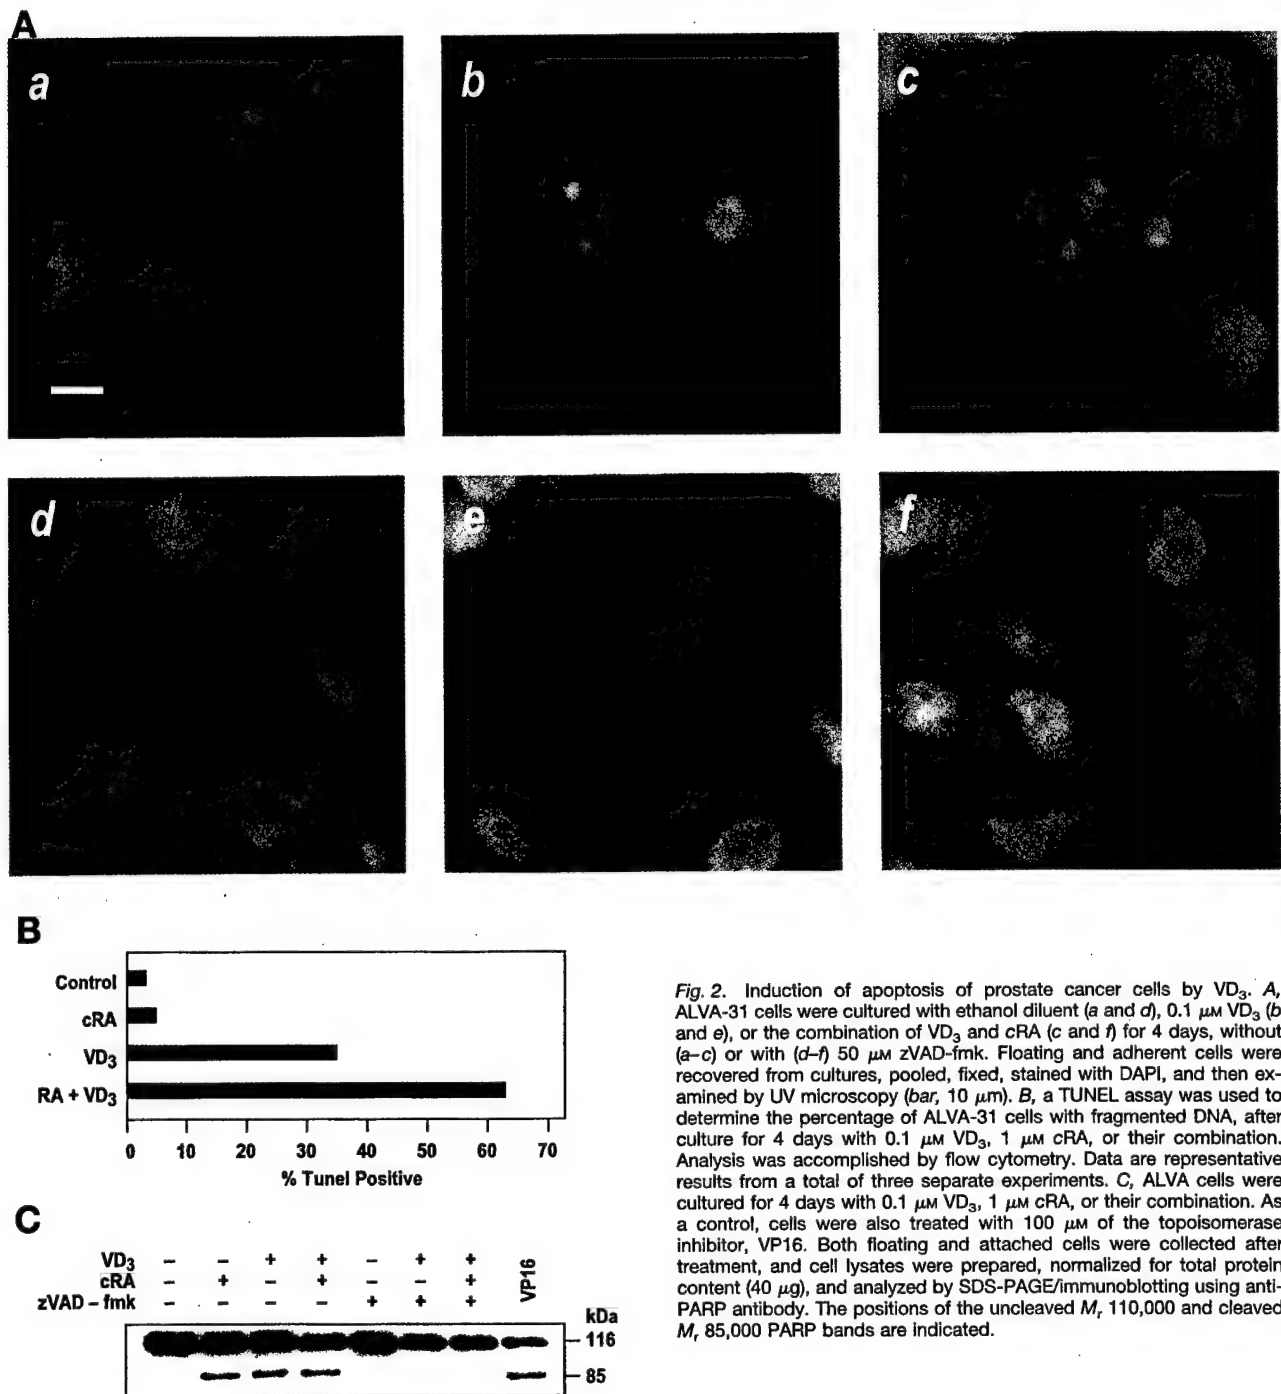 A
a
b
c
d
e
f
B
Control
cRA
VD₃
RA + VD₃
0 10 20 30 40 50 60 70
% Tunel Positive
C
VD₃ – – + + – + + VP16
cRA – + – + – – +
zVAD – fmk – – – – + + +
kDa
116
85
Fig. 2. Induction of apoptosis of prostate cancer cells by VD₃. A,
ALVA-31 cells were cultured with ethanol diluent (a and d), 0.1 μM VD₃ (b
and e), or the combination of VD₃ and cRA (c and f) for 4 days, without
(a–c) or with (d–f) 50 μM zVAD-fmk. Floating and adherent cells were
recovered from cultures, pooled, fixed, stained with DAPI, and then ex-
amined by UV microscopy (bar, 10 μm). B, a TUNEL assay was used to
determine the percentage of ALVA-31 cells with fragmented DNA, after
culture for 4 days with 0.1 μM VD₃, 1 μM cRA, or their combination.
Analysis was accomplished by flow cytometry. Data are representative
results from a total of three separate experiments. C, ALVA cells were
cultured for 4 days with 0.1 μM VD₃, 1 μM cRA, or their combination. As
a control, cells were also treated with 100 μM of the topoisomerase
inhibitor, VP16. Both floating and attached cells were collected after
treatment, and cell lysates were prepared, normalized for total protein
content (40 μg), and analyzed by SDS-PAGE/immunoblotting using anti-
PARP antibody. The positions of the uncleaved Mᵣ 110,000 and cleaved
Mᵣ 85,000 PARP bands are indicated.